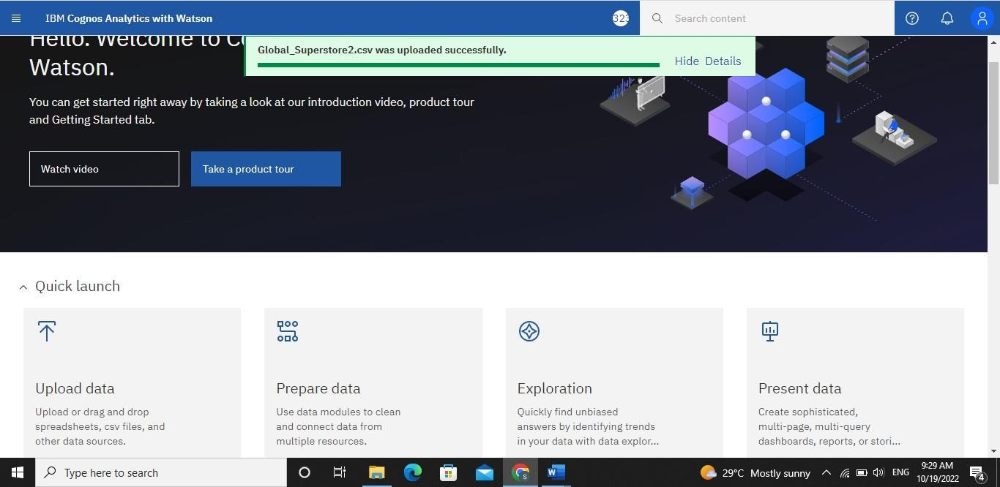 IBM Cognos Analytics with Watson
323
Search content
Hello. Welcome to Co
Watson.
Global_Superstore2.csv was uploaded successfully.
Hide Details
You can get started right away by taking a look at our introduction video, product tour
and Getting Started tab.
Watch video
Take a product tour
Quick launch
Upload data
Upload or drag and drop
spreadsheets, csv files, and
other data sources.
Prepare data
Use data modules to clean
and connect data from
multiple resources.
Exploration
Quickly find unbiased
answers by identifying trends
in your data with data explor...
Present data
Create sophisticated,
multi-page, multi-query
dashboards, reports, or stori...
Type here to search
S
W
29°C Mostly sunny
ENG
9:29 AM
10/19/2022
4